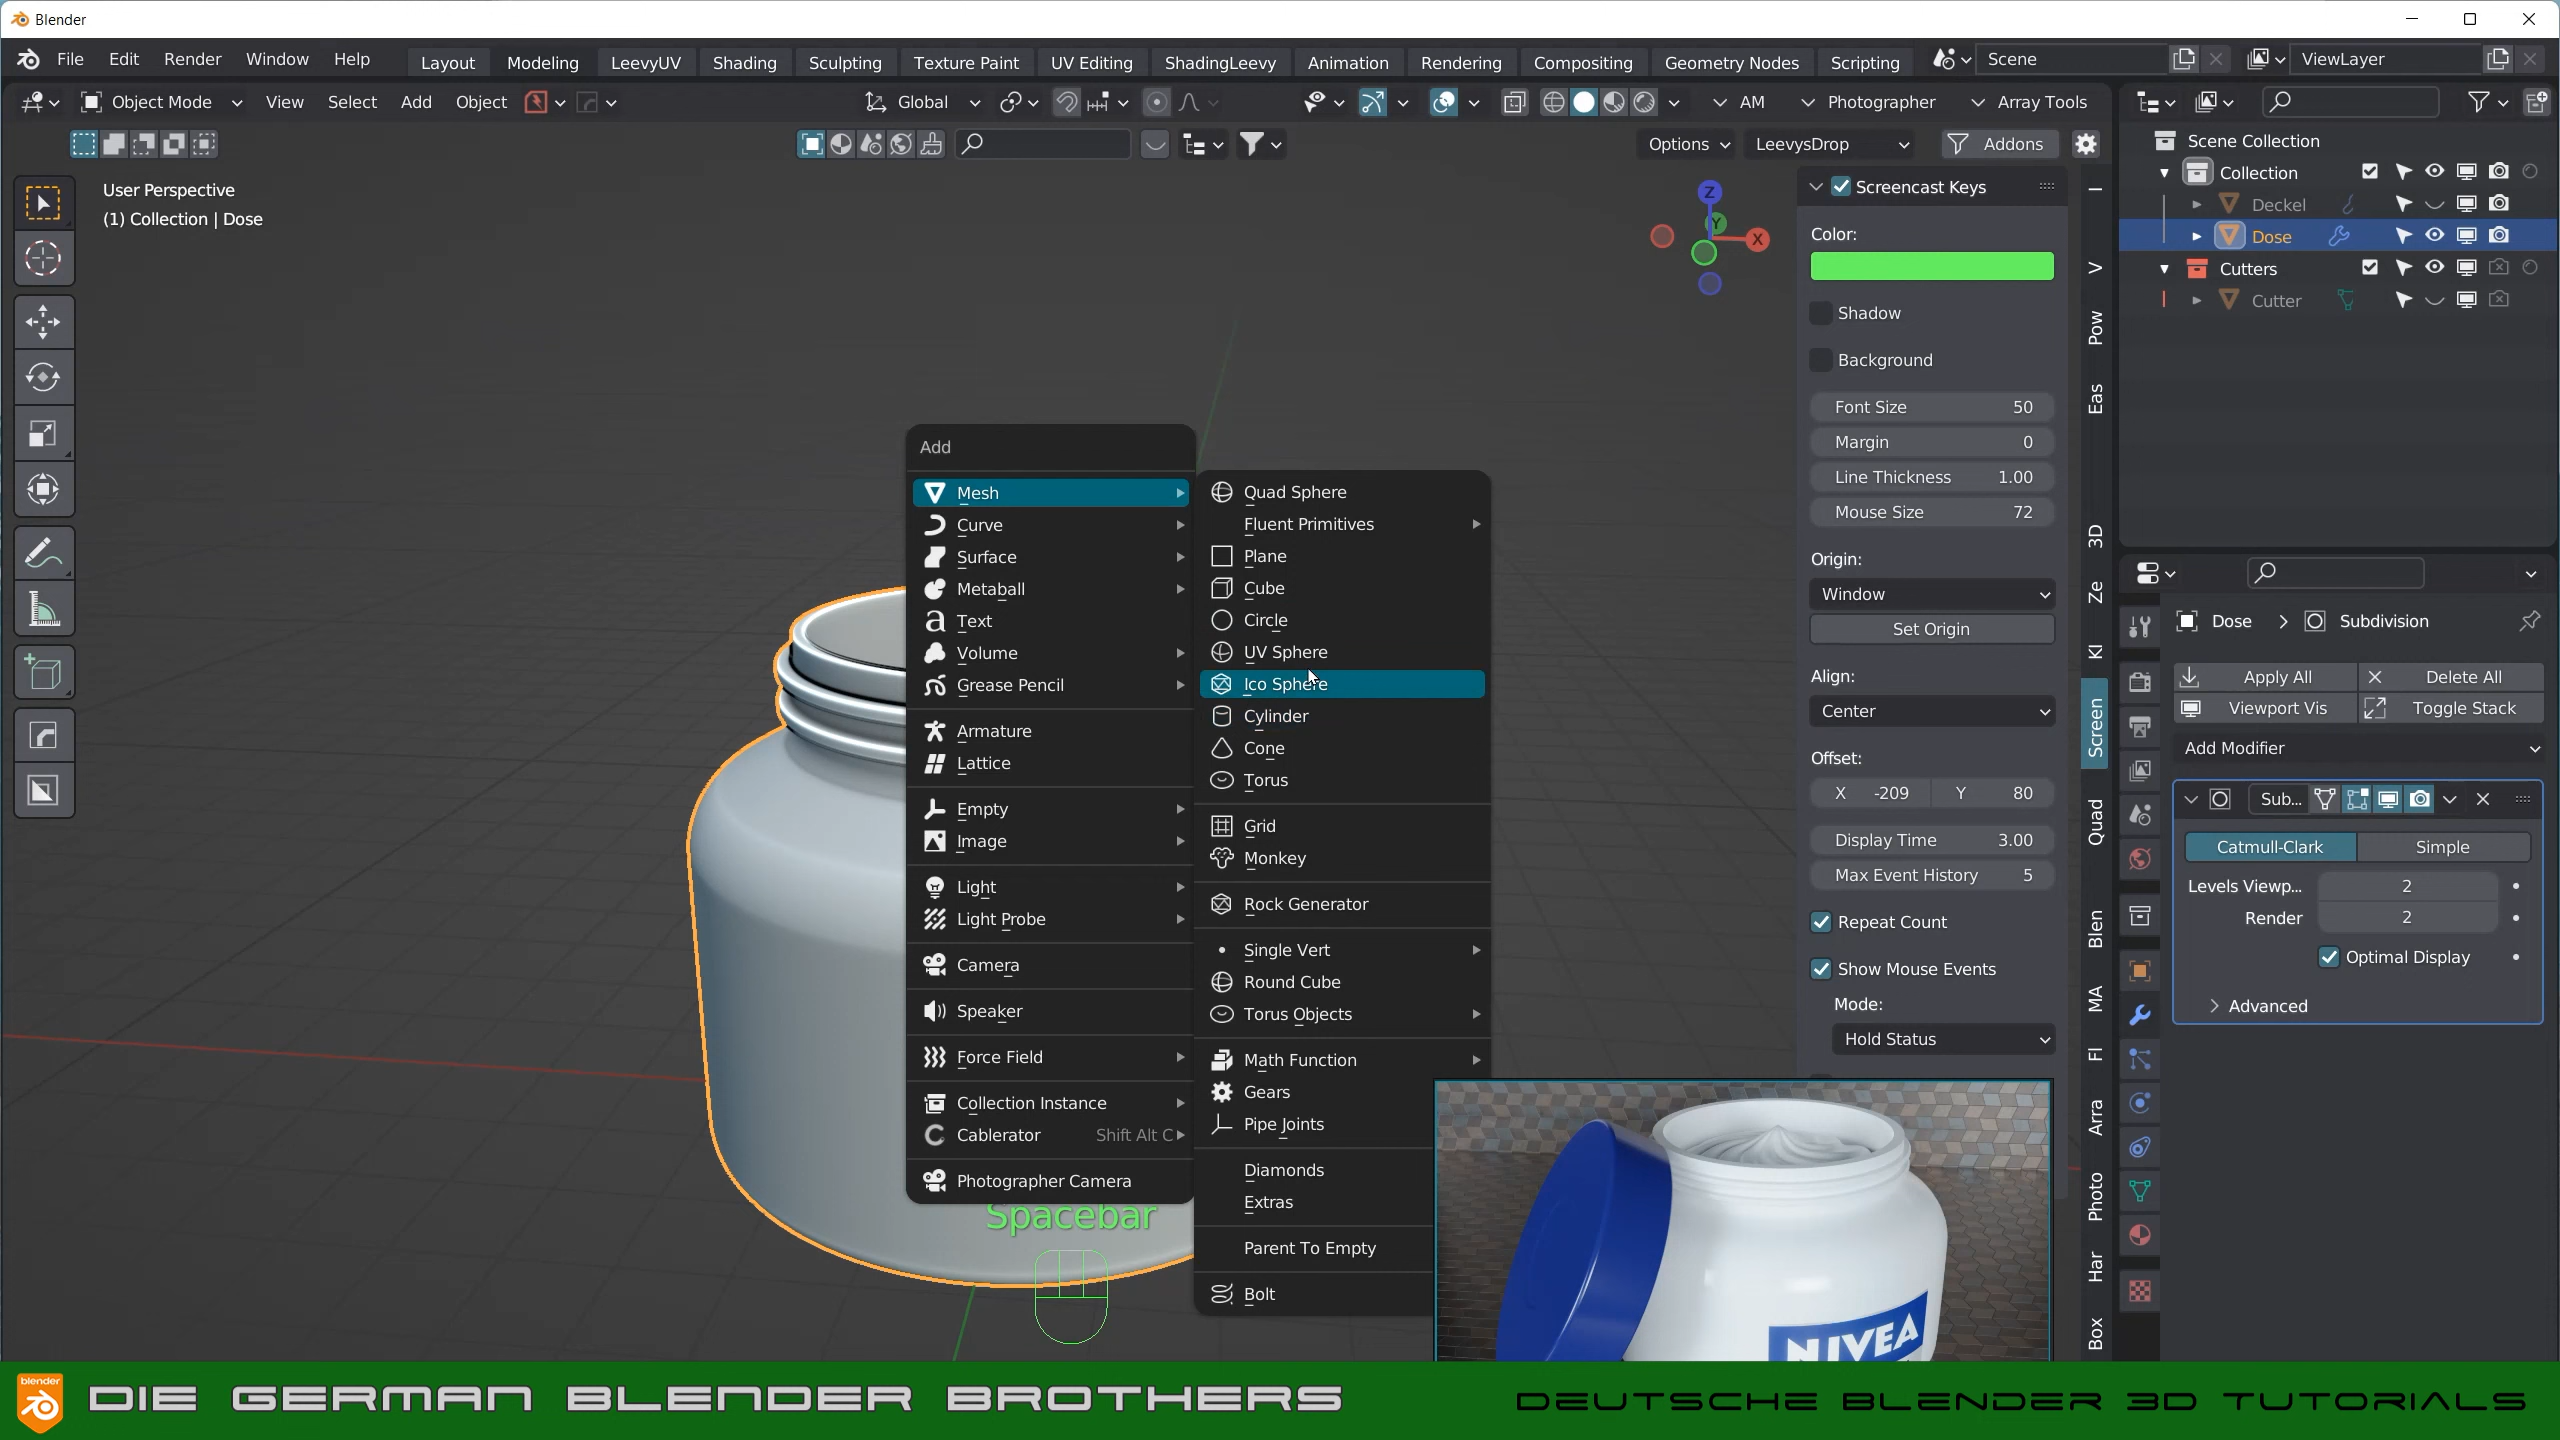 Blender
File Edit Render Window Help Layout Modeling LeevyUV Shading Sculpting Texture Paint UV Editing ShadingLeevy Animation Rendering Compositing Geometry Nodes Scripting Scene ViewLayer
Object Mode View Select Add Object Global AM Photographer Array Tools
Options LeevysDrop Addons
User Perspective
(1) Collection | Dose
Z
Y
X
Add
Mesh
Curve
Surface
Metaball
Text
Volume
Grease Pencil
Armature
Lattice
Empty
Image
Light
Light Probe
Camera
Speaker
Force Field
Collection Instance
Cablerator Shift Alt C
Photographer Camera
Quad Sphere
Fluent Primitives
Plane
Cube
Circle
UV Sphere
Ico Sphere
Cylinder
Cone
Torus
Grid
Monkey
Rock Generator
Single Vert
Round Cube
Torus Objects
Math Function
Gears
Pipe Joints
Diamonds
Extras
Parent To Empty
Bolt
Spacebar
NIVEA
Screencast Keys
Color:
Shadow
Background
Font Size 50
Margin 0
Line Thickness 1.00
Mouse Size 72
Origin:
Window
Set Origin
Align:
Center
Offset:
X -209 Y 80
Display Time 3.00
Max Event History 5
Repeat Count
Show Mouse Events
Mode:
Hold Status
I
V
Pow
Eas
3D
Ze
KI
Screen
Quad
Blen
MA
Fl
Arra
Photo
Har
Box
Scene Collection
Collection
Deckel
Dose
Cutters
Cutter
Dose > Subdivision
Apply All Delete All
Viewport Vis Toggle Stack
Add Modifier
Sub...
Catmull-Clark Simple
Levels Viewp... 2
Render 2
Optimal Display
Advanced
blender
DIE GERMAN BLENDER BROTHERS
DEUTSCHE BLENDER 3D TUTORIALS